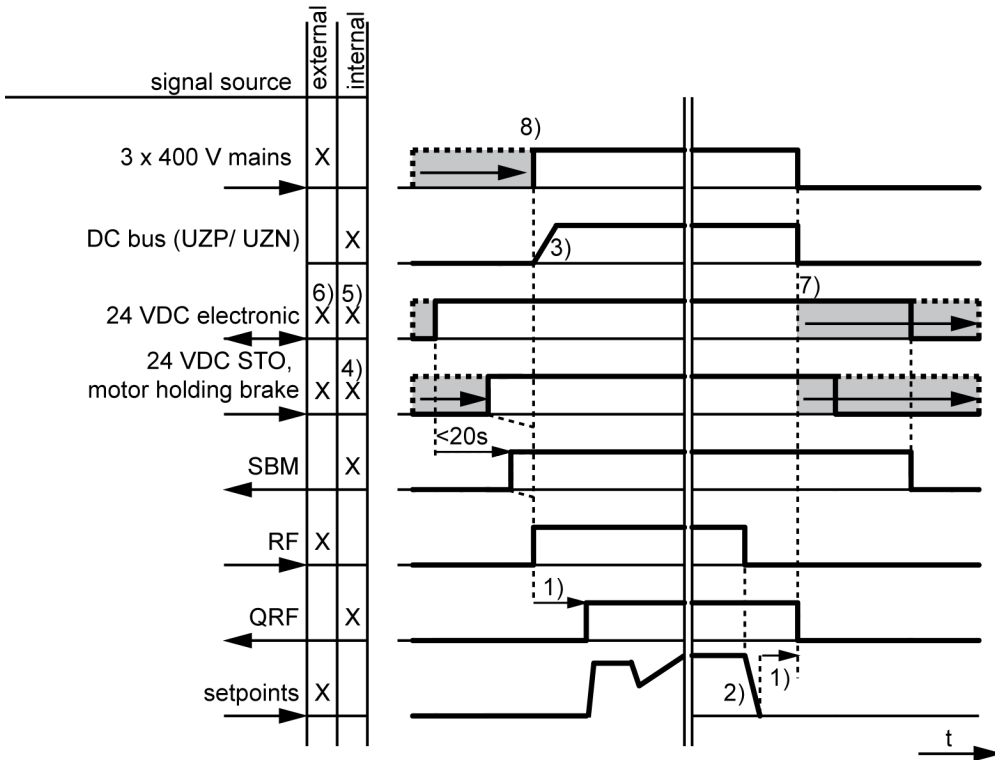 external
internal
signal source
8)
3 x 400 V mains X
DC bus (UZP/ UZN) X
3)
6) 5)
7)
24 VDC electronic X X
24 VDC STO,
4)
motor holding brake X X
<20s
SBM X
RF X
1)
QRF X
2) 1)
setpoints X
t